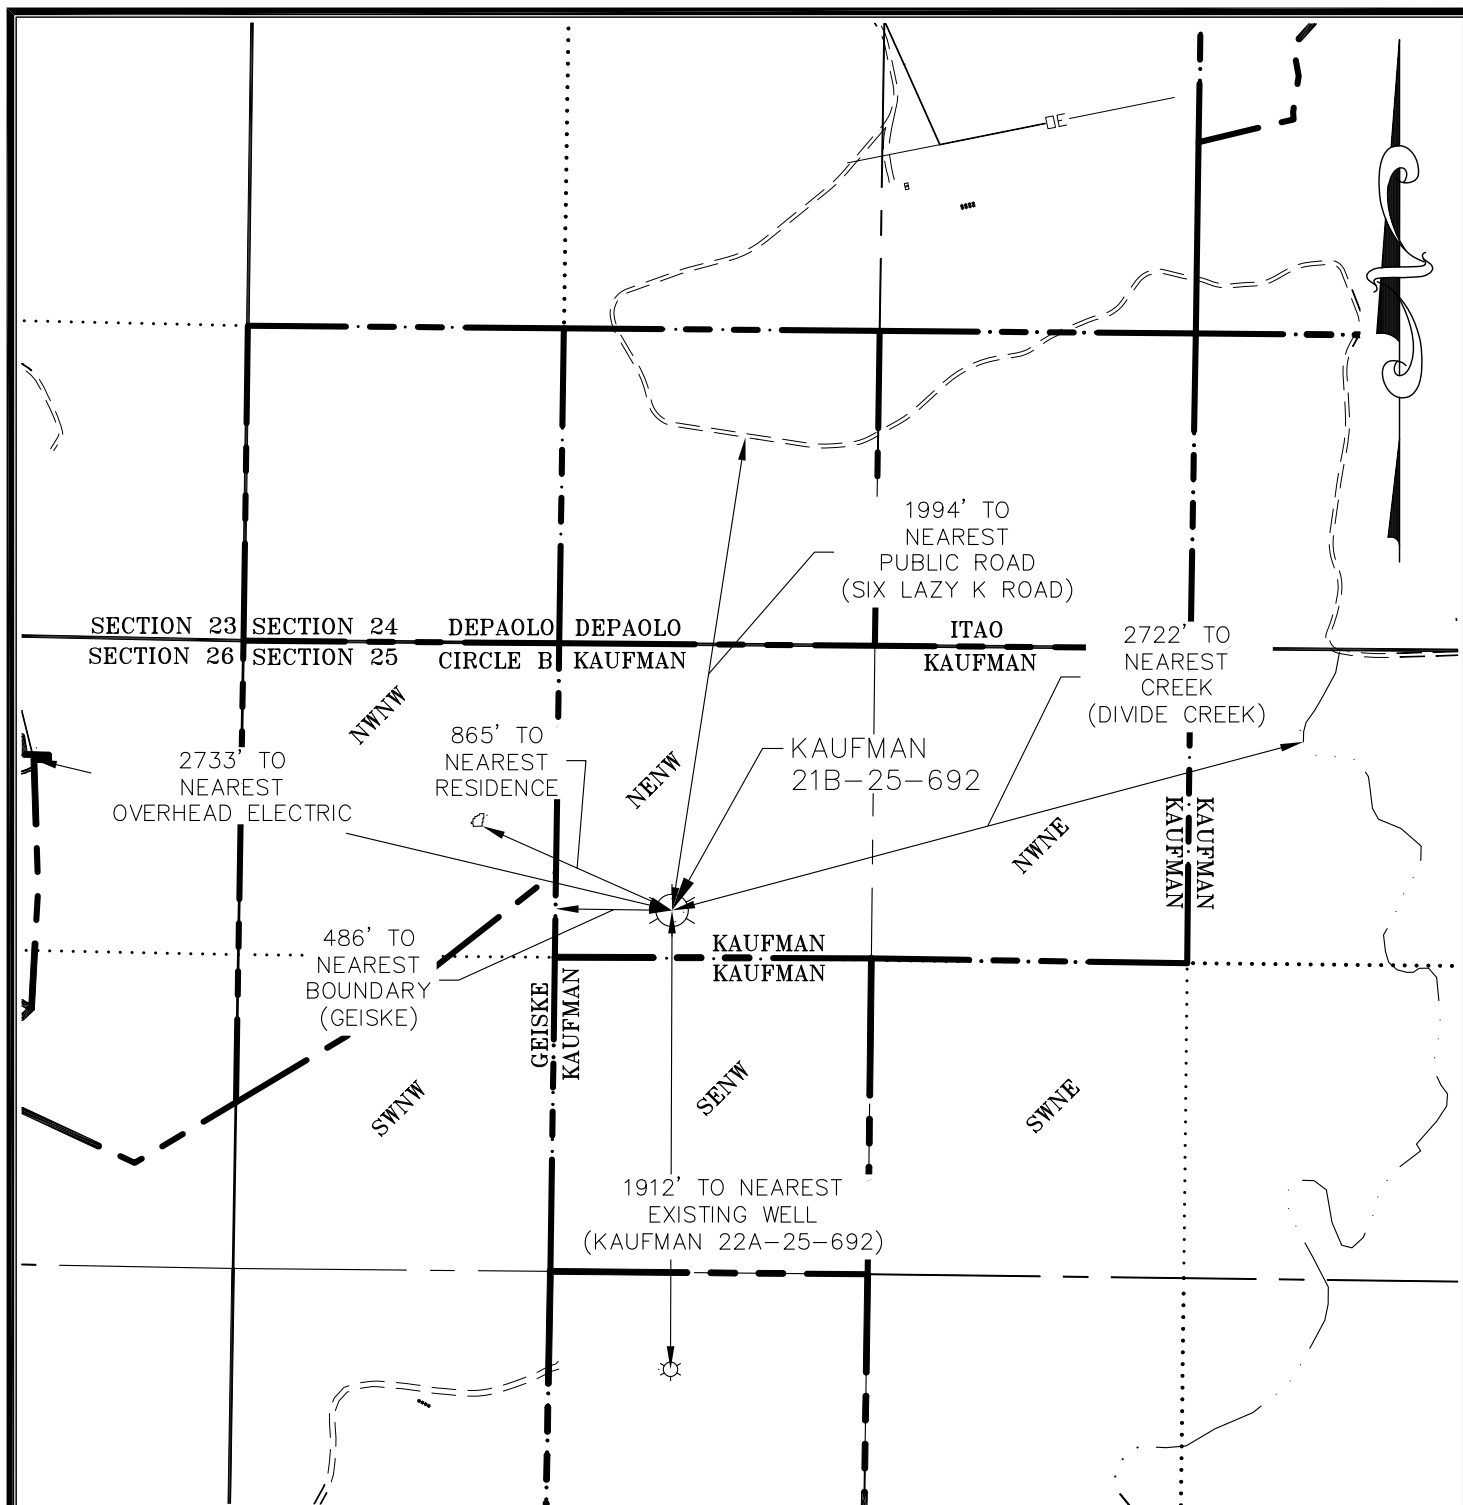 1994' TO
NEAREST
PUBLIC ROAD
(SIX LAZY K ROAD)
SECTION 23
SECTION 24
SECTION 26
SECTION 25
DEPAOLO
DEPAOLO
CIRCLE B
KAUFMAN
ITAO
KAUFMAN
2722' TO
NEAREST
CREEK
(DIVIDE CREEK)
NWNW
865' TO
NEAREST
RESIDENCE
2733' TO
NEAREST
OVERHEAD ELECTRIC
NENW
KAUFMAN
21B-25-692
NWNE
KAUFMAN
KAUFMAN
486' TO
NEAREST
BOUNDARY
(GEISKE)
KAUFMAN
KAUFMAN
GEISKE
KAUFMAN
SWNW
SENW
SWNE
1912' TO NEAREST
EXISTING WELL
(KAUFMAN 22A-25-692)